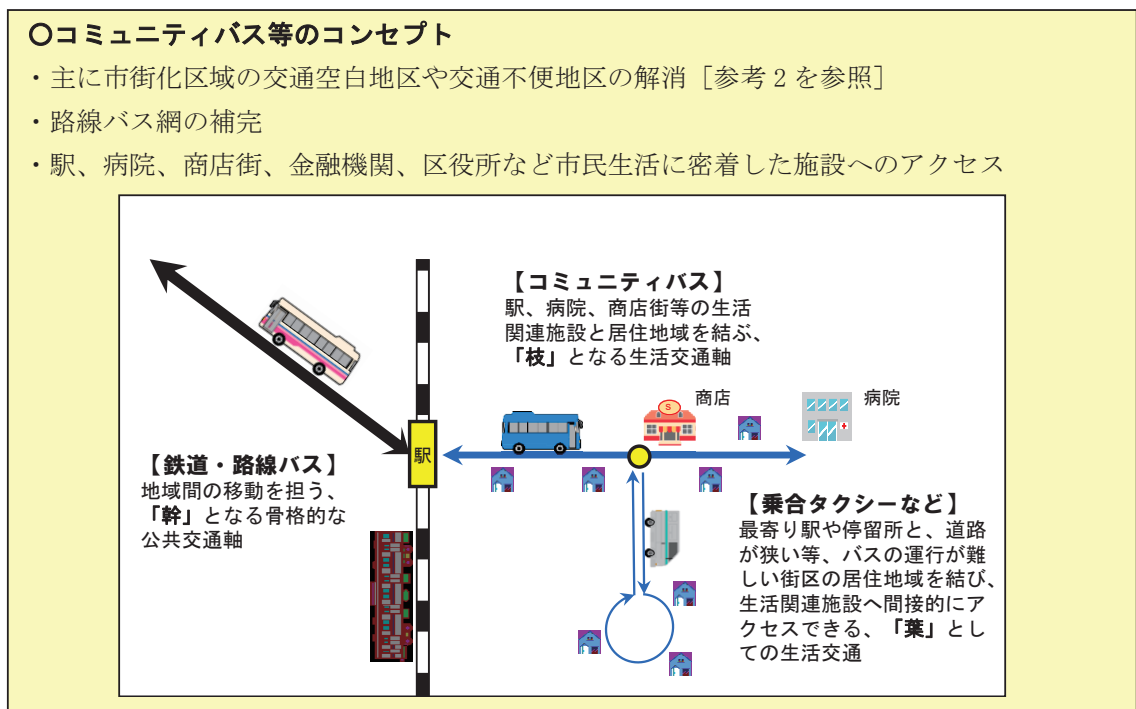 〇コミュニティバス等のコンセプト
・主に市街化区域の交通空白地区や交通不便地区の解消［参考２を参照］
・路線バス網の補完
・駅、病院、商店街、金融機関、区役所など市民生活に密着した施設へのアクセス
【コミュニティバス】
駅、病院、商店街等の生活
関連施設と居住地域を結ぶ、
「枝」となる生活交通軸
S
商店
病院
駅
【鉄道・路線バス】
地域間の移動を担う、
「幹」となる骨格的な
公共交通軸
【乗合タクシーなど】
最寄り駅や停留所と、道路
が狭い等、バスの運行が難
しい街区の居住地域を結び、
生活関連施設へ間接的にア
クセスできる、「葉」とし
ての生活交通